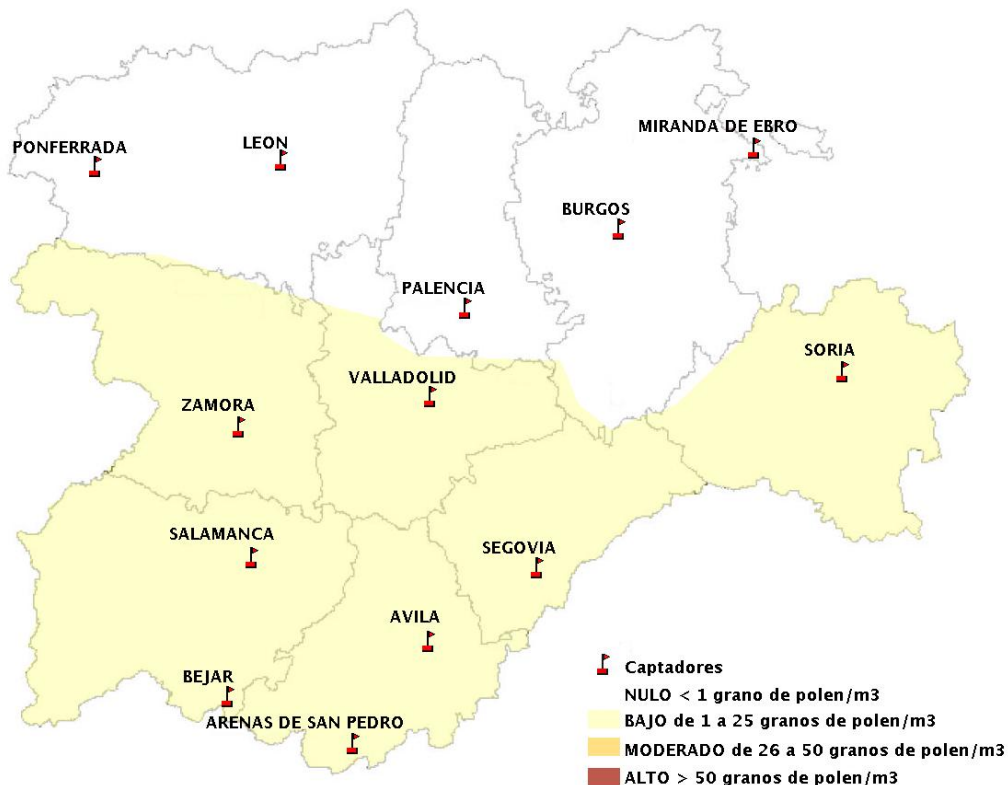 MIRANDA DE EBRO
PONFERRADA
LEON
BURGOS
PALENCIA
SORIA
VALLADOLID
ZAMORA
SALAMANCA
SEGOVIA
AVILA
BEJAR
ARENAS DE SAN PEDRO
Captadores
NULO < 1 grano de polen/m3
BAJO de 1 a 25 granos de polen/m3
MODERADO de 26 a 50 granos de polen/m3
ALTO > 50 granos de polen/m3